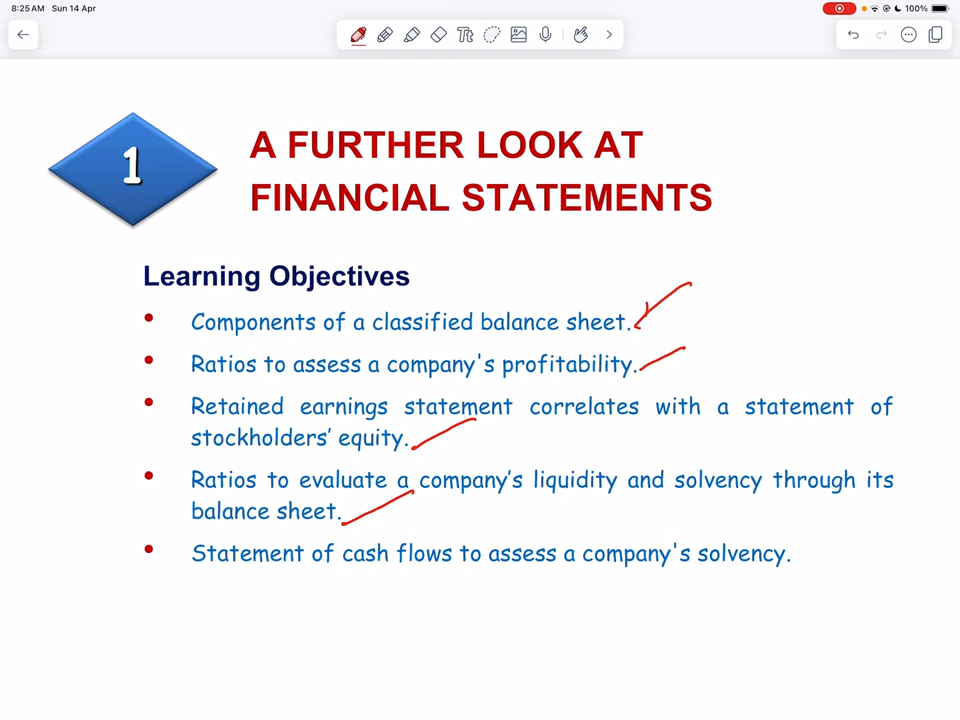 8:25 AM Sun 14 Apr
100%
Tt
1
A FURTHER LOOK AT
FINANCIAL STATEMENTS
Learning Objectives
• Components of a classified balance sheet.
• Ratios to assess a company's profitability.
• Retained earnings statement correlates with a statement of
stockholders’ equity.
• Ratios to evaluate a company’s liquidity and solvency through its
balance sheet.
• Statement of cash flows to assess a company's solvency.